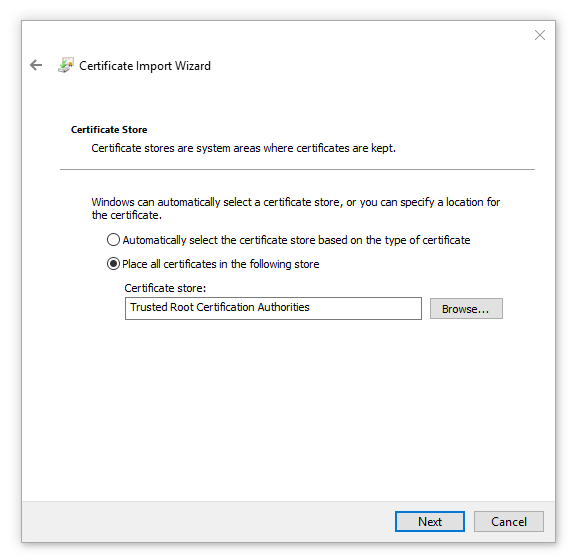 Certificate Import Wizard
Certificate Store
Certificate stores are system areas where certificates are kept.
Windows can automatically select a certificate store, or you can specify a location for
the certificate.
Automatically select the certificate store based on the type of certificate
Place all certificates in the following store
Certificate store:
Trusted Root Certification Authorities
Browse...
Next
Cancel